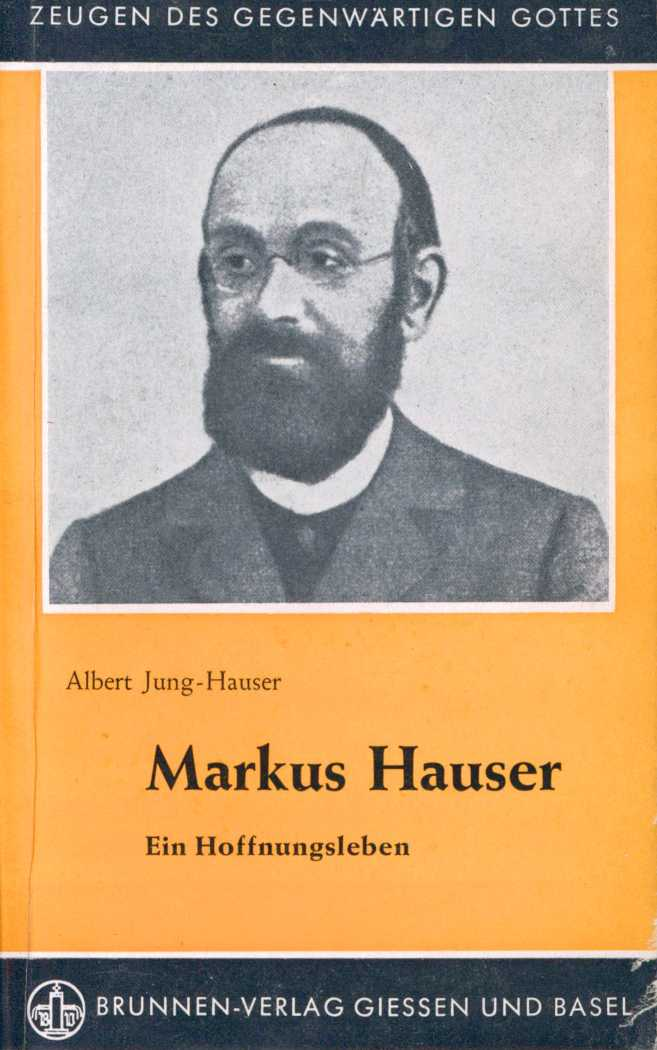 ZEUGEN DES GEGENWÄRTIGEN GOTTES
Albert Jung-Hauser
Markus Hauser
Ein Hoffnungsleben
BRUNNEN-VERLAG GIESSEN UND BASEL